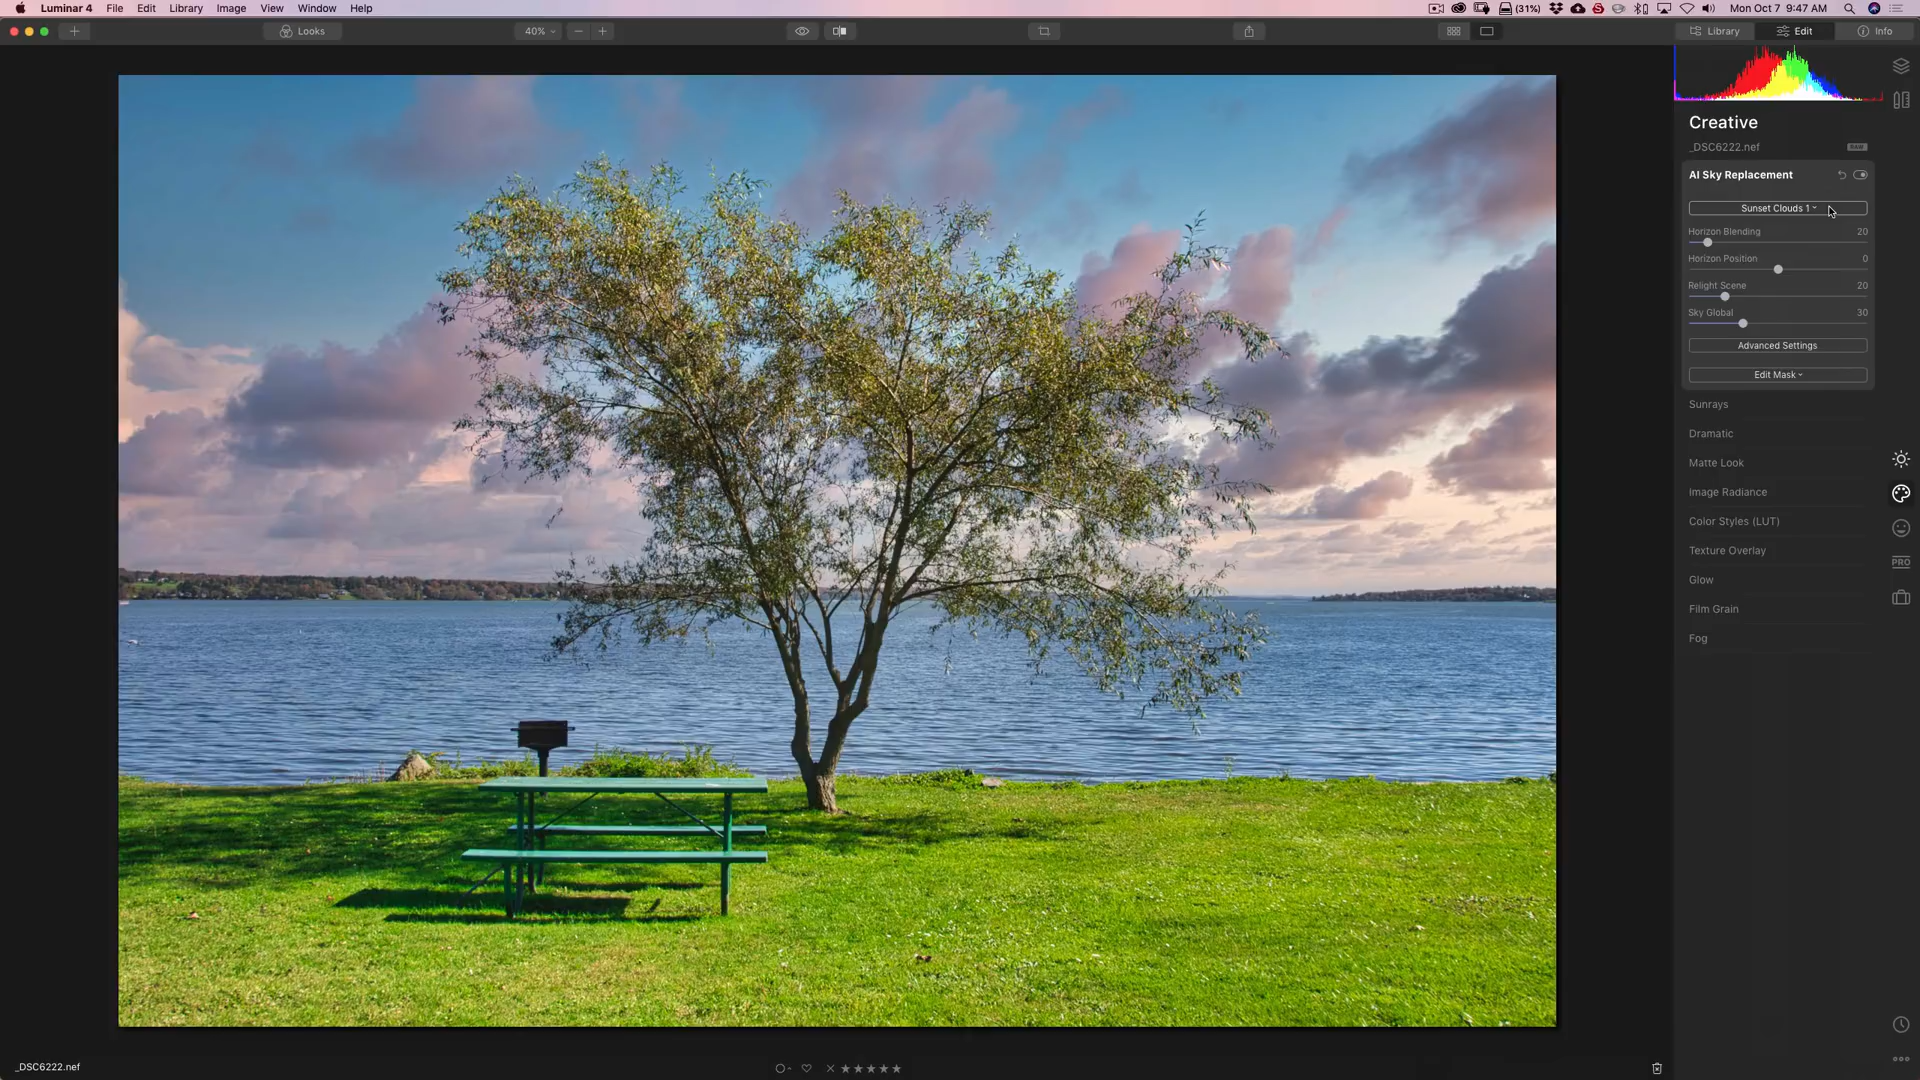 Luminar 4 File Edit Library Image View Window Help (31%) Mon Oct 7 9:47 AM
Looks 40% Library Edit Info
Creative
_DSC6222.nef RAW
AI Sky Replacement
Sunset Clouds 1
Horizon Blending 20
Horizon Position 0
Relight Scene 20
Sky Global 30
Advanced Settings
Edit Mask
Sunrays
Dramatic
Matte Look
Image Radiance
Color Styles (LUT)
Texture Overlay
PRO
Glow
Film Grain
Fog
_DSC6222.nef